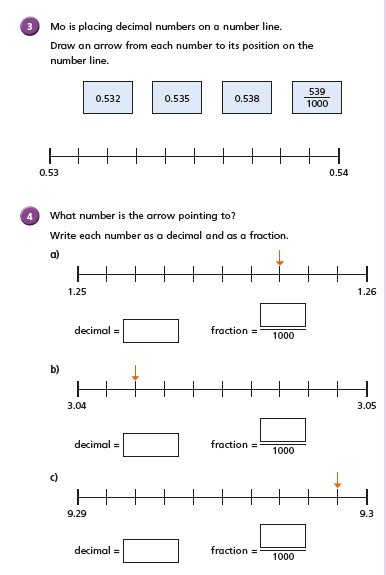 3 Mo is placing decimal numbers on a number line.
Draw an arrow from each number to its position on the
number line.
0.532 0.535 0.538 539/1000
0.53 0.54
4 What number is the arrow pointing to?
Write each number as a decimal and as a fraction.
a)
1.25 1.26
decimal = fraction = /1000
b)
3.04 3.05
decimal = fraction = /1000
c)
9.29 9.3
decimal = fraction = /1000